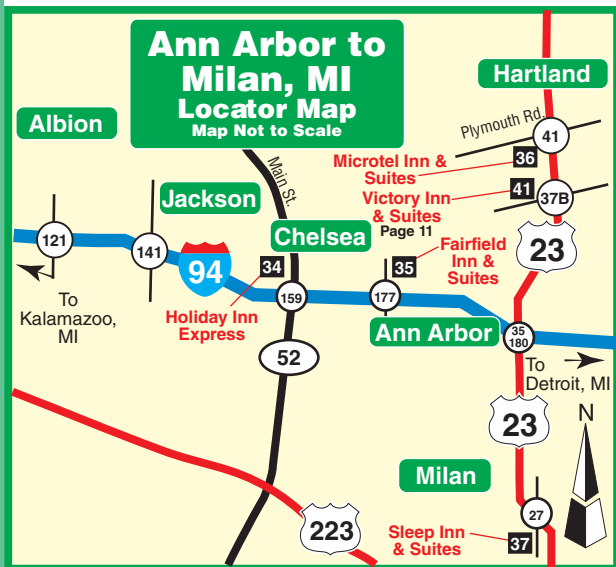 Ann Arbor to
Milan, MI
Locator Map
Map Not to Scale
Hartland
Albion
Plymouth Rd.
41
Microtel Inn &
Suites
36
Main St.
Jackson
Victory Inn
& Suites
41
37B
Page 11
Chelsea
23
121
141
94
34
35
Fairfield
Inn &
Suites
To
Kalamazoo,
MI
Holiday Inn
Express
159
177
Ann Arbor
35
180
To
Detroit, MI
52
23
N
Milan
223
27
Sleep Inn
& Suites
37